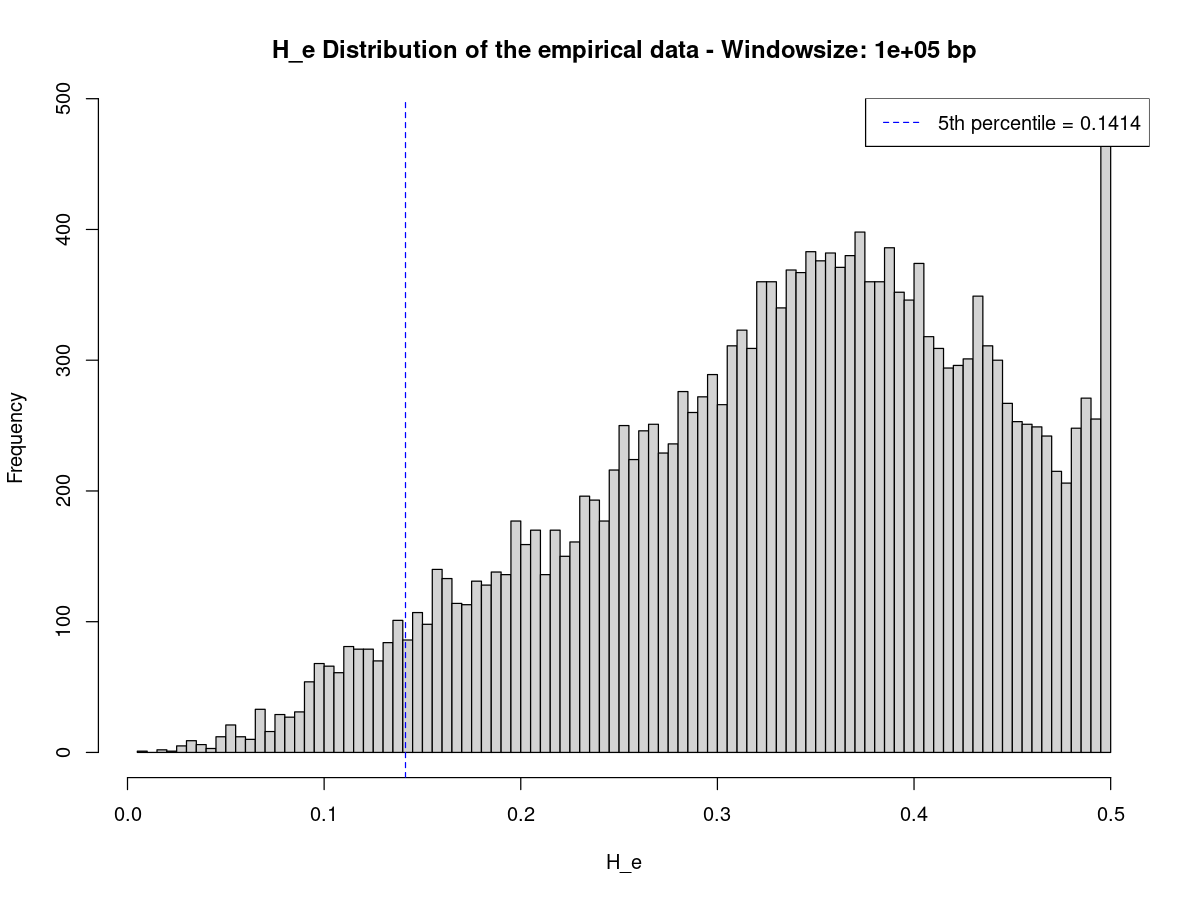 H_e Distribution of the empirical data - Windowsize: 1e+05 bp
5th percentile = 0.1414
Frequency
500
400
300
200
100
0
0.0 0.1 0.2 0.3 0.4 0.5
H_e